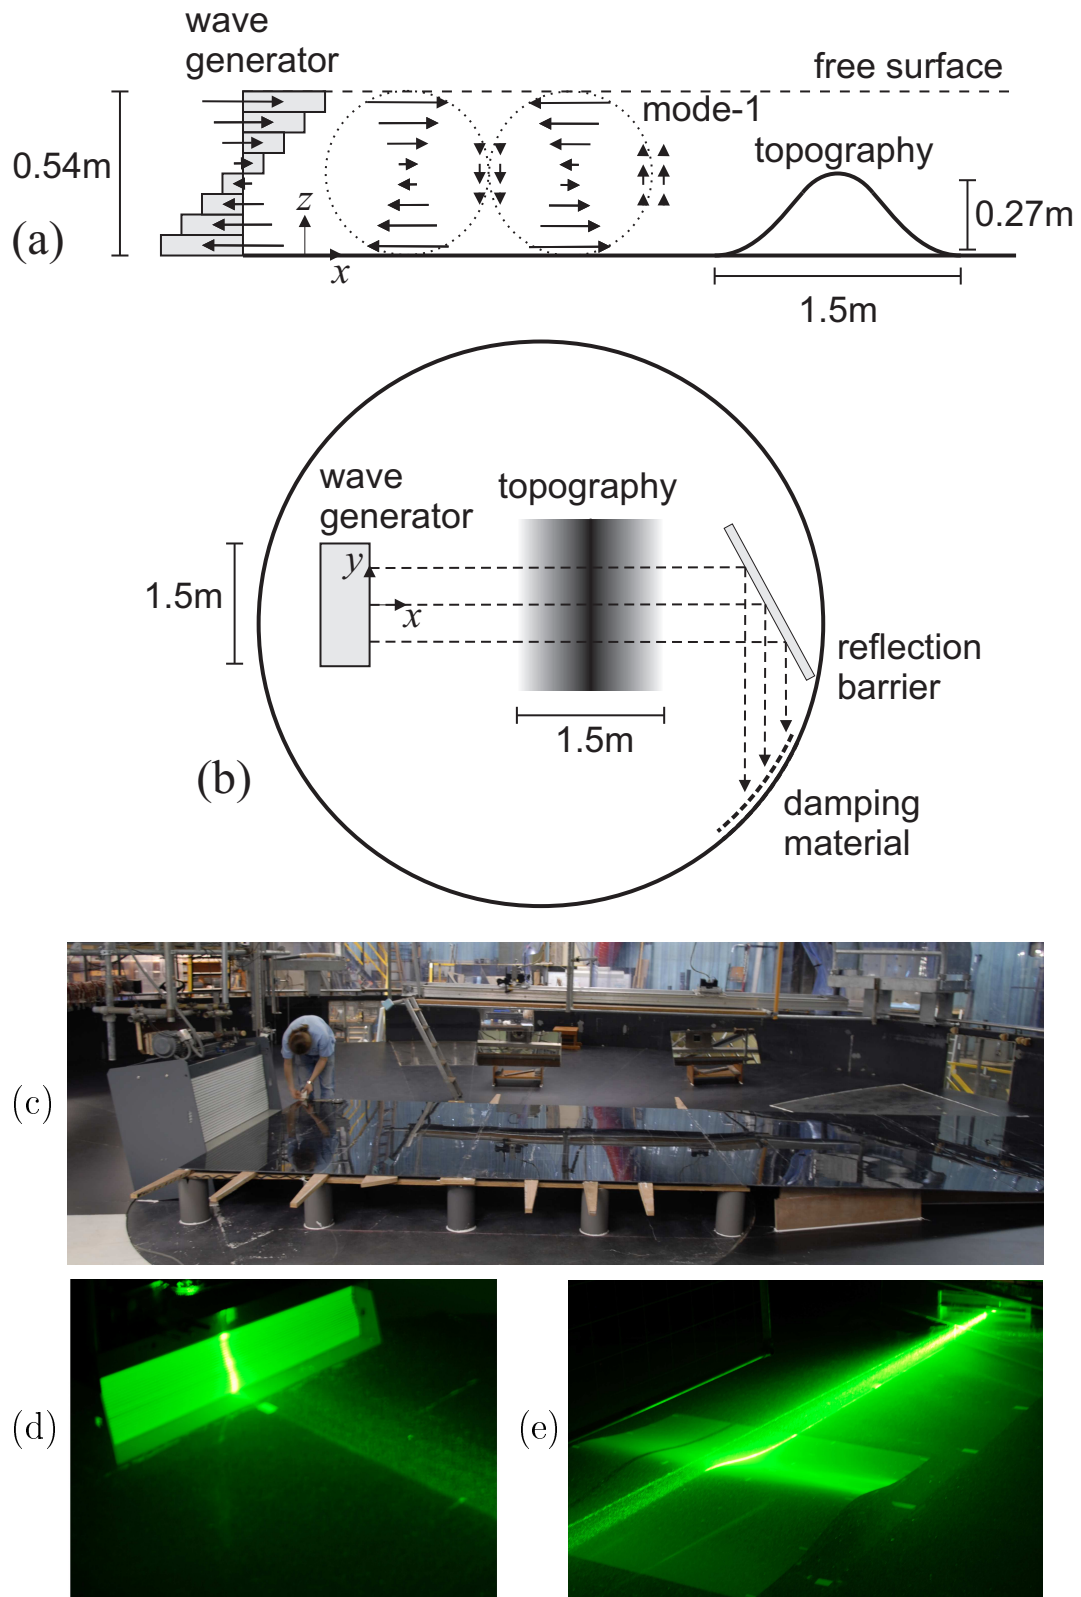 wave
generator
free surface
mode-1
topography
0.54m
z
0.27m
(a)
x
1.5m
wave
generator
topography
y
1.5m
x
reflection
barrier
1.5m
(b)
damping
material
(c)
(d)
(e)